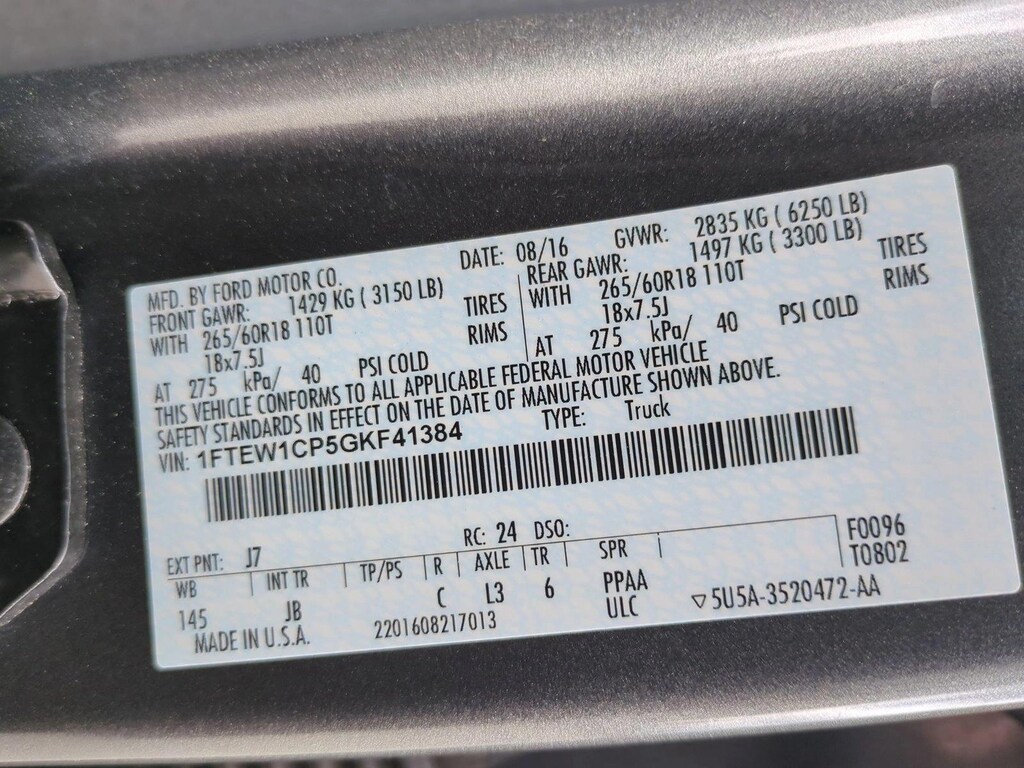 MFD. BY FORD MOTOR CO. DATE: 08/16 GVWR: 2835 KG ( 6250 LB)
FRONT GAWR: 1429 KG ( 3150 LB) REAR GAWR: 1497 KG ( 3300 LB)
WITH 265/60R18 110T TIRES WITH 265/60R18 110T TIRES
18x7.5J RIMS 18x7.5J RIMS
AT 275 kPa/ 40 PSI COLD AT 275 kPa/ 40 PSI COLD
THIS VEHICLE CONFORMS TO ALL APPLICABLE FEDERAL MOTOR VEHICLE
SAFETY STANDARDS IN EFFECT ON THE DATE OF MANUFACTURE SHOWN ABOVE.
VIN: 1FTEW1CP5GKF41384 TYPE: Truck
EXT PNT: J7 RC: 24 DSO: F0096
WB INT TR TP/PS R AXLE TR SPR T0802
145 JB C L3 6 PPAA
ULC ▽5U5A-3520472-AA
MADE IN U.S.A. 2201608217013